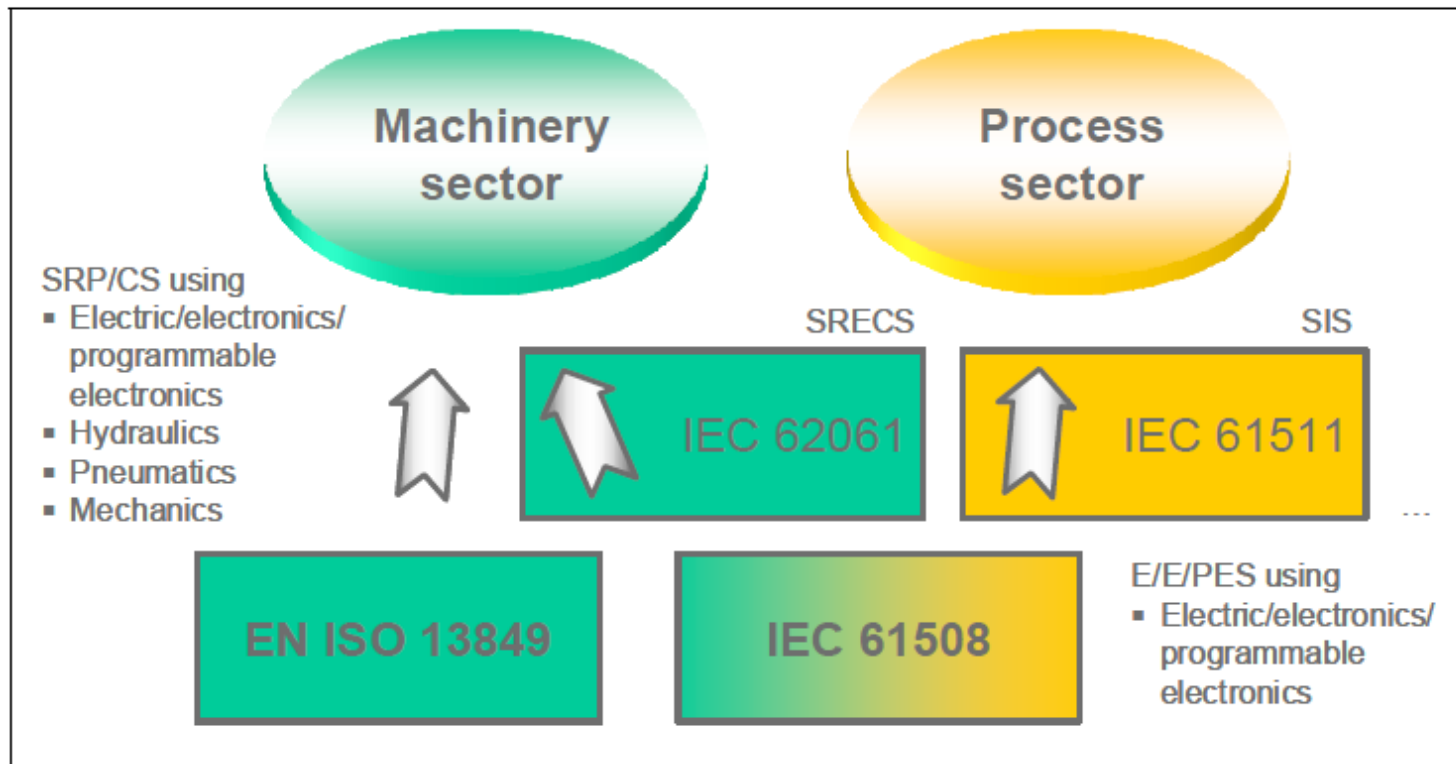 Machinery
sector
Process
sector
SRP/CS using
▪ Electric/electronics/
programmable
electronics
▪ Hydraulics
▪ Pneumatics
▪ Mechanics
SRECS
IEC 62061
SIS
IEC 61511
...
EN ISO 13849
IEC 61508
E/E/PES using
▪ Electric/electronics/
programmable
electronics